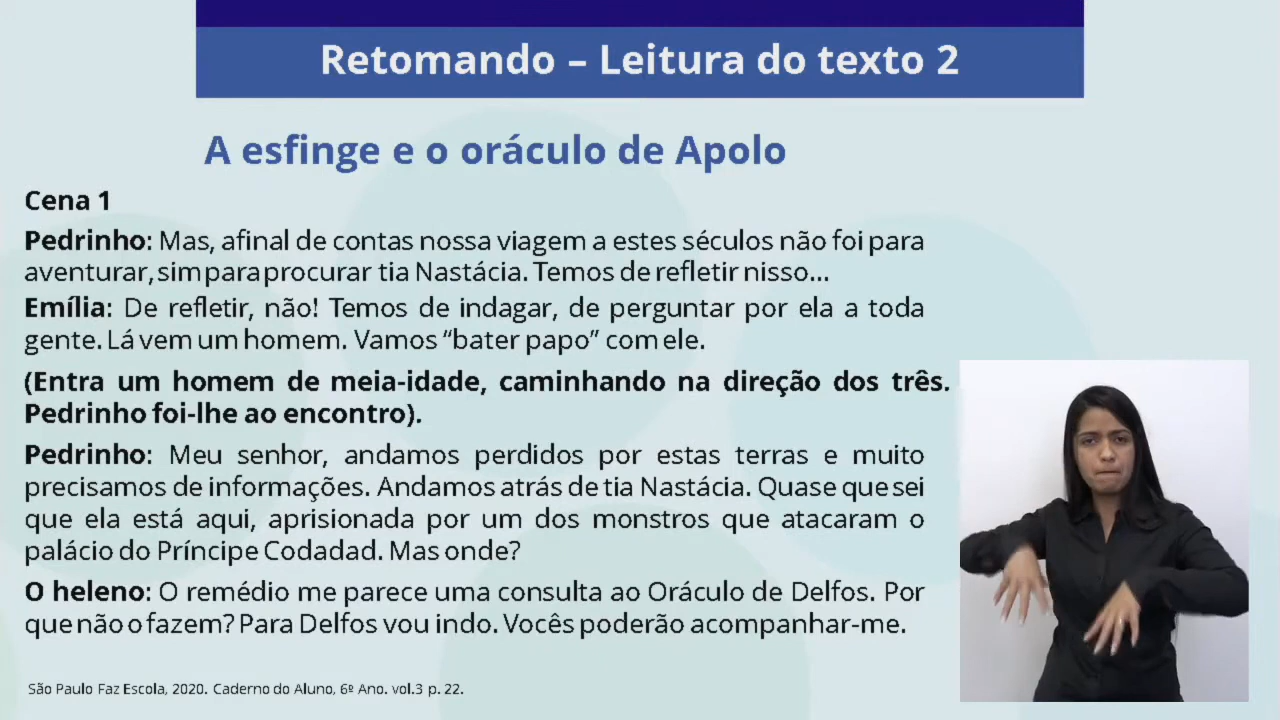 Retomando – Leitura do texto 2
A esfinge e o oráculo de Apolo
Cena 1
Pedrinho: Mas, afinal de contas nossa viagem a estes séculos não foi para
aventurar, sim para procurar tia Nastácia. Temos de refletir nisso...
Emília: De refletir, não! Temos de indagar, de perguntar por ela a toda
gente. Lá vem um homem. Vamos “bater papo” com ele.
(Entra um homem de meia-idade, caminhando na direção dos três.
Pedrinho foi-lhe ao encontro).
Pedrinho: Meu senhor, andamos perdidos por estas terras e muito
precisamos de informações. Andamos atrás de tia Nastácia. Quase que sei
que ela está aqui, aprisionada por um dos monstros que atacaram o
palácio do Príncipe Codadad. Mas onde?
O heleno: O remédio me parece uma consulta ao Oráculo de Delfos. Por
que não o fazem? Para Delfos vou indo. Vocês poderão acompanhar-me.
São Paulo Faz Escola, 2020. Caderno do Aluno, 6º Ano. vol.3 p. 22.